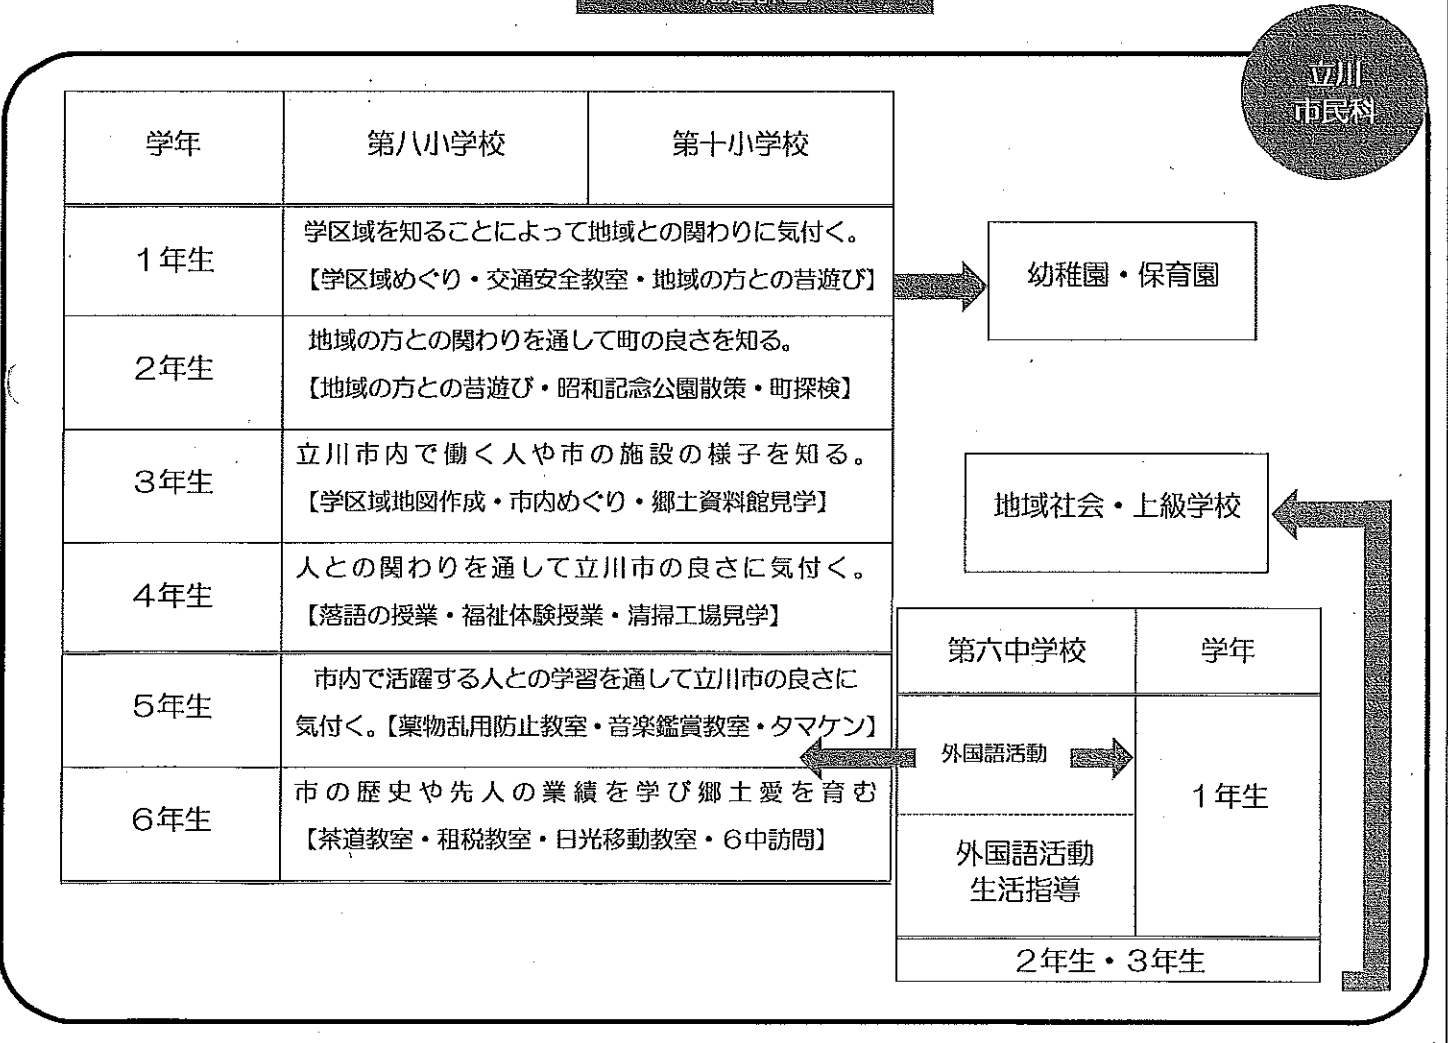 立川
市民科
学年 第八小学校 第十小学校
1年生
学区域を知ることによって地域との関わりに気付く。
【学区域めぐり・交通安全教室・地域の方との昔遊び】
2年生
地域の方との関わりを通して町の良さを知る。
【地域の方との昔遊び・昭和記念公園散策・町探検】
3年生
立川市内で働く人や市の施設の様子を知る。
【学区域地図作成・市内めぐり・郷土資料館見学】
4年生
人との関わりを通して立川市の良さに気付く。
【落語の授業・福祉体験授業・清掃工場見学】
5年生
市内で活躍する人との学習を通して立川市の良さに
気付く。【薬物乱用防止教室・音楽鑑賞教室・タマケン】
6年生
市の歴史や先人の業績を学び郷土愛を育む
【茶道教室・租税教室・日光移動教室・6中訪問】
幼稚園・保育園
地域社会・上級学校
第六中学校 学年
外国語活動
1年生
外国語活動
生活指導
2年生・3年生